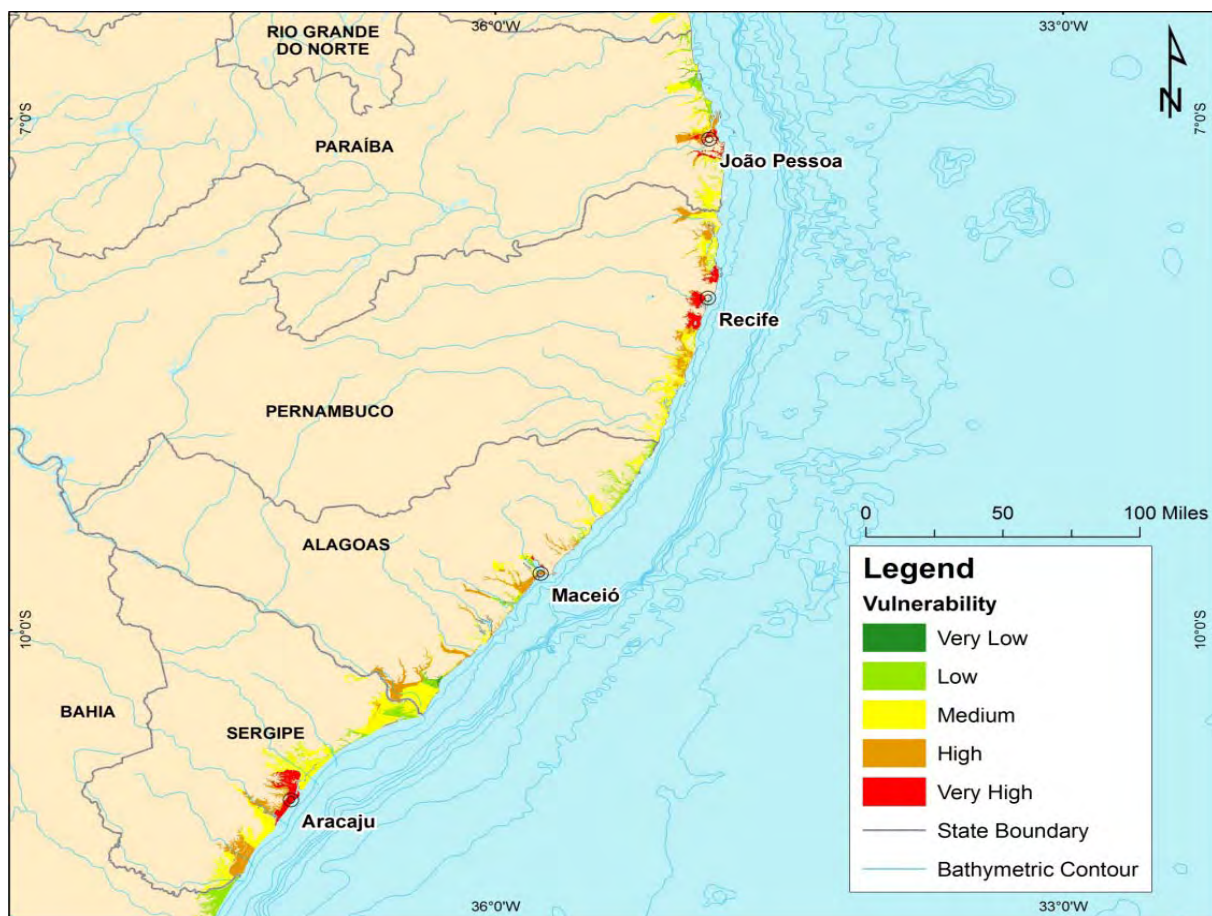 36°0'W
33°0'W
RIO GRANDE
DO NORTE
N
7°0'S
7°0'S
PARAÍBA
João Pessoa
Recife
PERNAMBUCO
0 50 100 Miles
ALAGOAS
Maceió
Legend
Vulnerability
Very Low
Low
Medium
High
Very High
State Boundary
Bathymetric Contour
10°0'S
10°0'S
BAHIA
SERGIPE
Aracaju
36°0'W
33°0'W